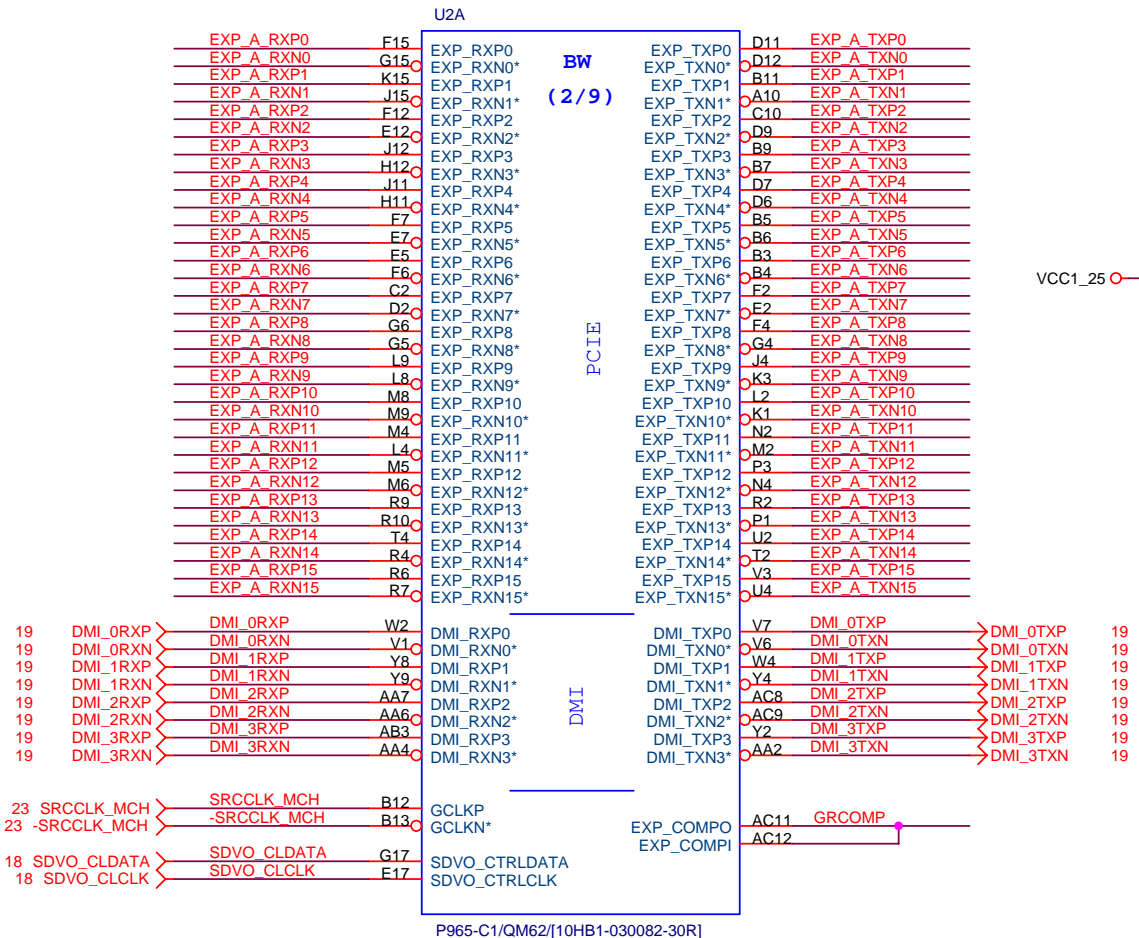 U2A
BW
(2/9)
EXP_A_RXP0 F15 EXP_RXP0 EXP_TXP0 D11 EXP_A_TXP0
EXP_A_RXN0 G15 EXP_RXN0* EXP_TXN0* D12 EXP_A_TXN0
EXP_A_RXP1 K15 EXP_RXP1 EXP_TXP1 B11 EXP_A_TXP1
EXP_A_RXN1 J15 EXP_RXN1* EXP_TXN1* A10 EXP_A_TXN1
EXP_A_RXP2 F12 EXP_RXP2 EXP_TXP2 C10 EXP_A_TXP2
EXP_A_RXN2 E12 EXP_RXN2* EXP_TXN2* D9 EXP_A_TXN2
EXP_A_RXP3 J12 EXP_RXP3 EXP_TXP3 B9 EXP_A_TXP3
EXP_A_RXN3 H12 EXP_RXN3* EXP_TXN3* B7 EXP_A_TXN3
EXP_A_RXP4 J11 EXP_RXP4 EXP_TXP4 D7 EXP_A_TXP4
EXP_A_RXN4 H11 EXP_RXN4* EXP_TXN4* D6 EXP_A_TXN4
EXP_A_RXP5 F7 EXP_RXP5 EXP_TXP5 B5 EXP_A_TXP5
EXP_A_RXN5 E7 EXP_RXN5* EXP_TXN5* B6 EXP_A_TXN5
EXP_A_RXP6 E5 EXP_RXP6 EXP_TXP6 B3 EXP_A_TXP6
EXP_A_RXN6 F6 EXP_RXN6* EXP_TXN6* B4 EXP_A_TXN6
VCC1_25
EXP_A_RXP7 C2 EXP_RXP7 EXP_TXP7 F2 EXP_A_TXP7
EXP_A_RXN7 D2 EXP_RXN7* EXP_TXN7* E2 EXP_A_TXN7
EXP_A_RXP8 G6 EXP_RXP8 EXP_TXP8 F4 EXP_A_TXP8
EXP_A_RXN8 G5 EXP_RXN8* EXP_TXN8* G4 EXP_A_TXN8
PCIE
EXP_A_RXP9 L9 EXP_RXP9 EXP_TXP9 J4 EXP_A_TXP9
EXP_A_RXN9 L8 EXP_RXN9* EXP_TXN9* K3 EXP_A_TXN9
EXP_A_RXP10 M8 EXP_RXP10 EXP_TXP10 L2 EXP_A_TXP10
EXP_A_RXN10 M9 EXP_RXN10* EXP_TXN10* K1 EXP_A_TXN10
EXP_A_RXP11 M4 EXP_RXP11 EXP_TXP11 N2 EXP_A_TXP11
EXP_A_RXN11 L4 EXP_RXN11* EXP_TXN11* M2 EXP_A_TXN11
EXP_A_RXP12 M5 EXP_RXP12 EXP_TXP12 P3 EXP_A_TXP12
EXP_A_RXN12 M6 EXP_RXN12* EXP_TXN12* N4 EXP_A_TXN12
EXP_A_RXP13 R9 EXP_RXP13 EXP_TXP13 R2 EXP_A_TXP13
EXP_A_RXN13 R10 EXP_RXN13* EXP_TXN13* P1 EXP_A_TXN13
EXP_A_RXP14 T4 EXP_RXP14 EXP_TXP14 U2 EXP_A_TXP14
EXP_A_RXN14 R4 EXP_RXN14* EXP_TXN14* T2 EXP_A_TXN14
EXP_A_RXP15 R6 EXP_RXP15 EXP_TXP15 V3 EXP_A_TXP15
EXP_A_RXN15 R7 EXP_RXN15* EXP_TXN15* U4 EXP_A_TXN15
19 DMI_0RXP DMI_0RXP W2 DMI_RXP0 DMI_TXP0 V7 DMI_0TXP DMI_0TXP 19
19 DMI_0RXN DMI_0RXN V1 DMI_RXN0* DMI_TXN0* V6 DMI_0TXN DMI_0TXN 19
19 DMI_1RXP DMI_1RXP Y8 DMI_RXP1 DMI_TXP1 W4 DMI_1TXP DMI_1TXP 19
19 DMI_1RXN DMI_1RXN Y9 DMI_RXN1* DMI_TXN1* Y4 DMI_1TXN DMI_1TXN 19
19 DMI_2RXP DMI_2RXP AA7 DMI_RXP2 DMI_TXP2 AC8 DMI_2TXP DMI_2TXP 19
DMI
19 DMI_2RXN DMI_2RXN AA6 DMI_RXN2* DMI_TXN2* AC9 DMI_2TXN DMI_2TXN 19
19 DMI_3RXP DMI_3RXP AB3 DMI_RXP3 DMI_TXP3 Y2 DMI_3TXP DMI_3TXP 19
19 DMI_3RXN DMI_3RXN AA4 DMI_RXN3* DMI_TXN3* AA2 DMI_3TXN DMI_3TXN 19
23 SRCCLK_MCH SRCCLK_MCH B12 GCLKP
23 -SRCCLK_MCH -SRCCLK_MCH B13 GCLKN* EXP_COMPO AC11 GRCOMP
EXP_COMPI AC12
18 SDVO_CLDATA SDVO_CLDATA G17 SDVO_CTRLDATA
18 SDVO_CLCLK SDVO_CLCLK E17 SDVO_CTRLCLK
P965-C1/QM62/[10HB1-030082-30R]